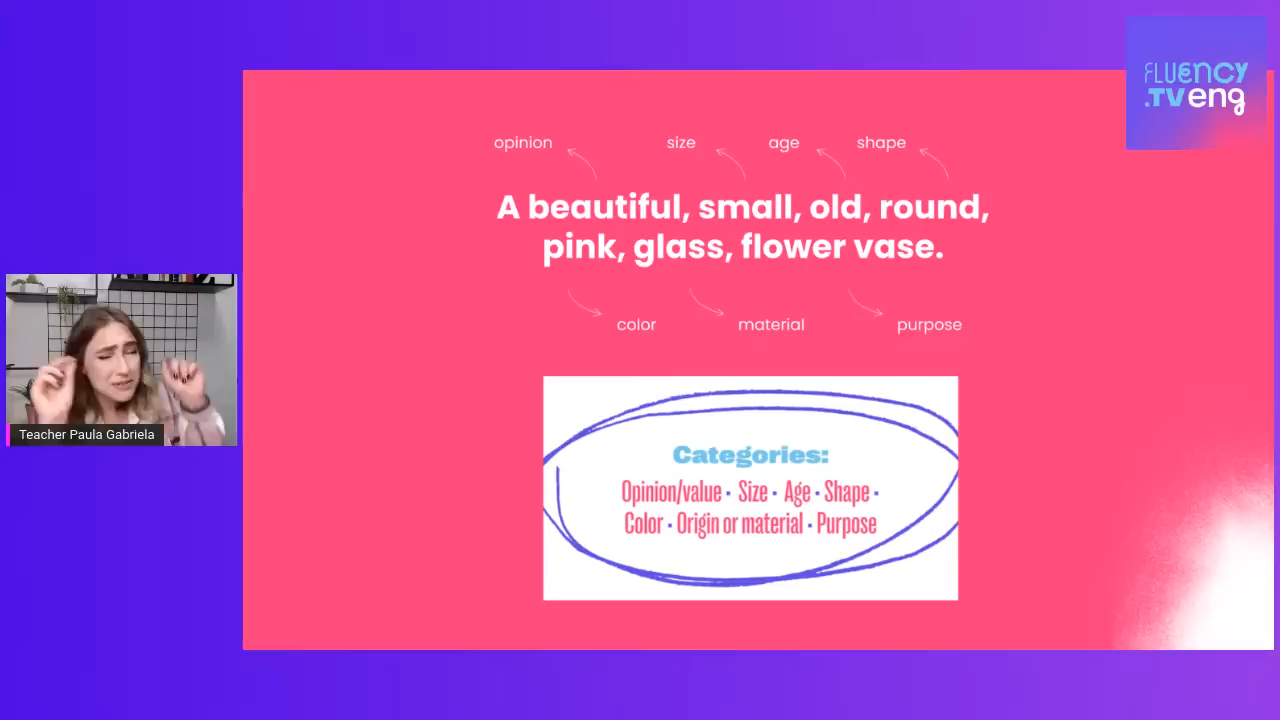 FLUENCY
.TV eng
opinion size age shape
A beautiful, small, old, round,
pink, glass, flower vase.
color material purpose
Categories:
Opinion/value · Size · Age · Shape ·
Color · Origin or material · Purpose
Teacher Paula Gabriela